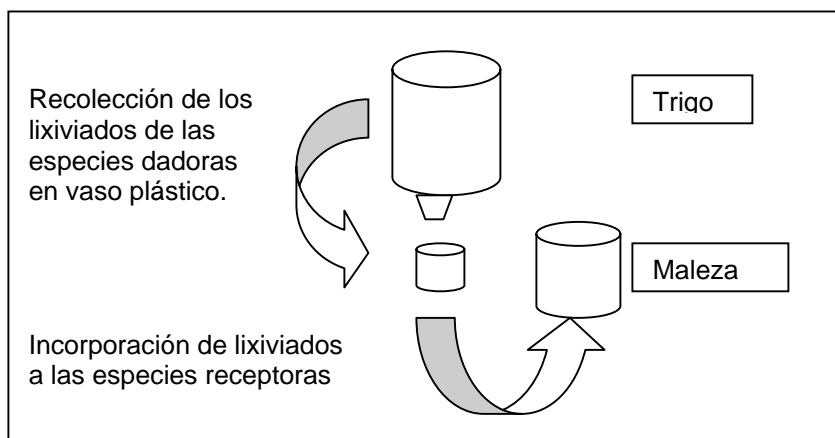 Recolección de los
lixiviados de las
especies dadoras
en vaso plástico.
Trigo
Maleza
Incorporación de lixiviados
a las especies receptoras